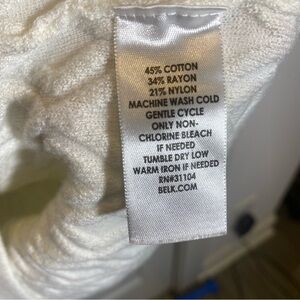 45% COTTON
34% RAYON
21% NYLON
MACHINE WASH COLD
GENTLE CYCLE
ONLY NON-
CHLORINE BLEACH
IF NEEDED
TUMBLE DRY LOW
WARM IRON IF NEEDED
RN#31104
BELK.COM